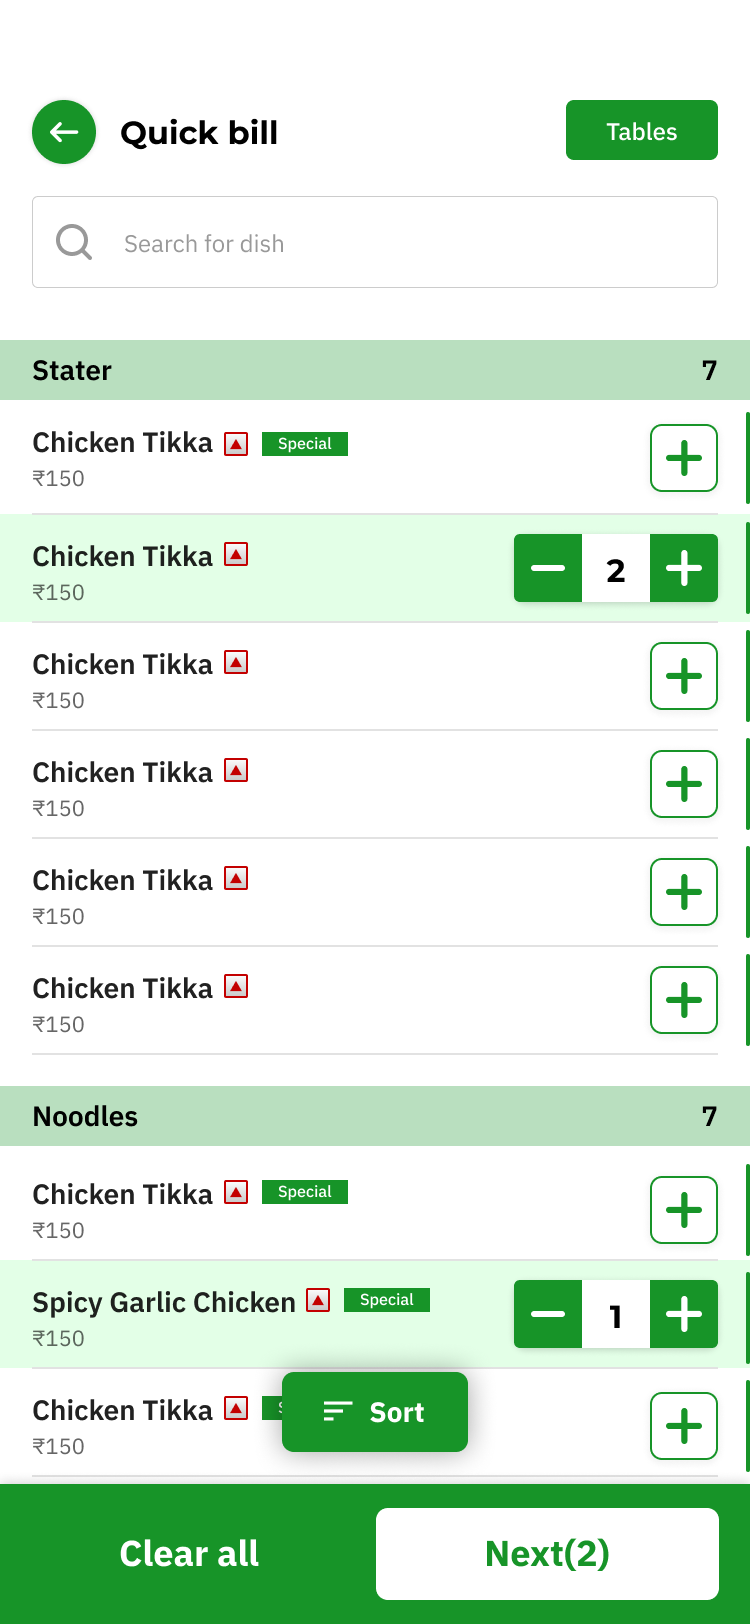 Quick bill
Tables
Search for dish
Stater 7
Chicken Tikka Special
₹150
Chicken Tikka
₹150
2
Chicken Tikka
₹150
Chicken Tikka
₹150
Chicken Tikka
₹150
Chicken Tikka
₹150
Noodles 7
Chicken Tikka Special
₹150
Spicy Garlic Chicken Special
₹150
1
Chicken Tikka
₹150
Sort
Clear all
Next(2)